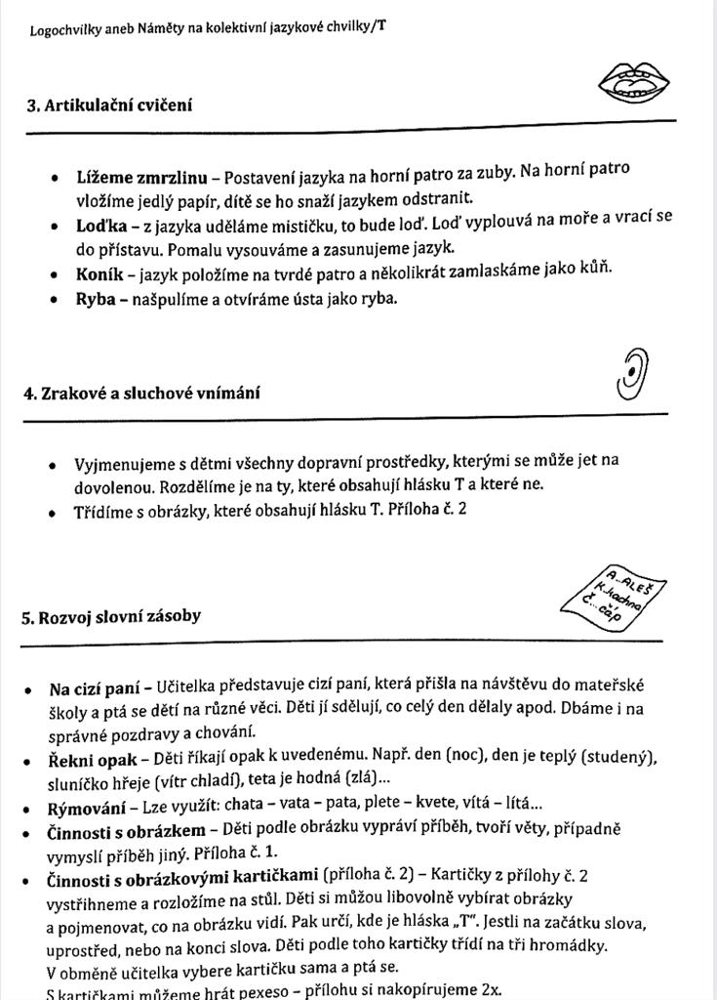 Logochvilky aneb Náměty na kolektivní jazykové chvilky/T
3. Artikulační cvičení
• Lížeme zmrzlinu – Postavení jazyka na horní patro za zuby. Na horní patro
vložíme jedlý papír, dítě se ho snaží jazykem odstranit.
• Loďka – z jazyka uděláme mističku, to bude loď. Loď vyplouvá na moře a vrací se
do přístavu. Pomalu vysouváme a zasunujeme jazyk.
• Koník – jazyk položíme na tvrdé patro a několikrát zamlaskáme jako kůň.
• Ryba – našpulíme a otvíráme ústa jako ryba.
4. Zrakové a sluchové vnímání
• Vyjmenujeme s dětmi všechny dopravní prostředky, kterými se může jet na
dovolenou. Rozdělíme je na ty, které obsahují hlásku T a které ne.
• Třídíme s obrázky, které obsahují hlásku T. Příloha č. 2
A...ALEŠ
K...kachna
Č...čáp
5. Rozvoj slovní zásoby
• Na cizí paní – Učitelka představuje cizí paní, která přišla na návštěvu do mateřské
školy a ptá se dětí na různé věci. Děti jí sdělují, co celý den dělaly apod. Dbáme i na
správné pozdravy a chování.
• Řekni opak – Děti říkají opak k uvedenému. Např. den (noc), den je teplý (studený),
sluníčko hřeje (vítr chladí), teta je hodná (zlá)...
• Rýmování – Lze využít: chata – vata – pata, plete – kvete, vítá – lítá...
• Činnosti s obrázkem – Děti podle obrázku vypráví příběh, tvoří věty, případně
vymyslí příběh jiný. Příloha č. 1.
• Činnosti s obrázkovými kartičkami (příloha č. 2) – Kartičky z přílohy č. 2
vystřihneme a rozložíme na stůl. Děti si můžou libovolně vybírat obrázky
a pojmenovat, co na obrázku vidí. Pak určí, kde je hláska „T“. Jestli na začátku slova,
uprostřed, nebo na konci slova. Děti podle toho kartičky třídí na tři hromádky.
V obměně učitelka vybere kartičku sama a ptá se.
S kartičkami můžeme hrát pexeso – přílohu si nakopírujeme 2x.